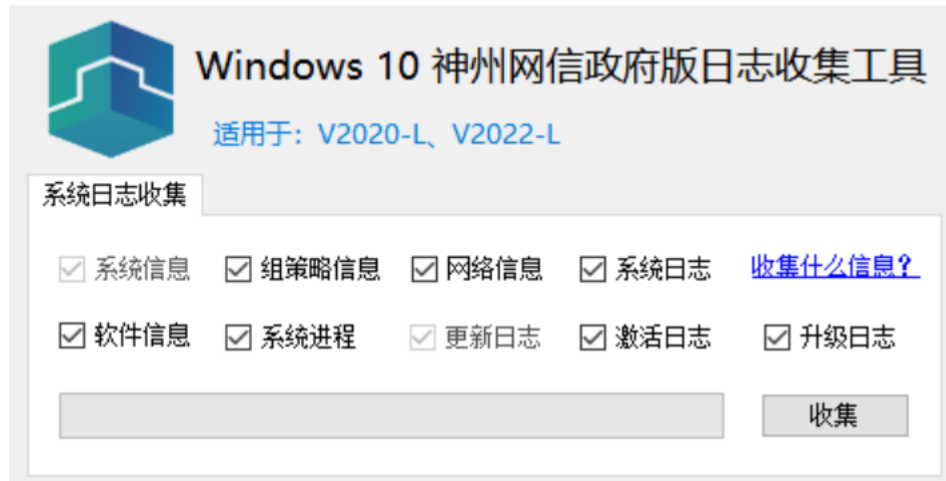 Windows 10 神州网信政府版日志收集工具
适用于：V2020-L、V2022-L
系统日志收集
系统信息 组策略信息 网络信息 系统日志 收集什么信息？
软件信息 系统进程 更新日志 激活日志 升级日志
收集